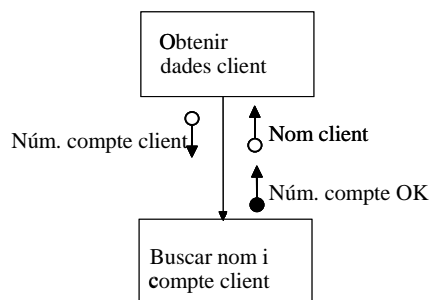 Obtenir
dades client
Núm. compte client
Nom client
Núm. compte OK
Buscar nom i
compte client